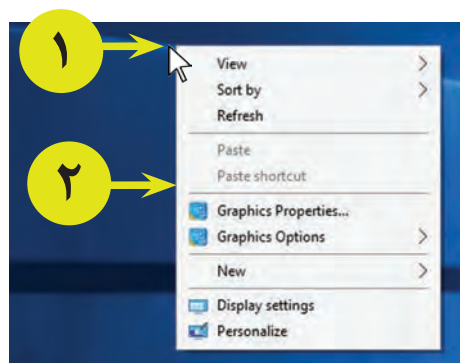 ١
View
Sort by
Refresh
Paste
٢
Paste shortcut
Graphics Properties...
Graphics Options
New
Display settings
Personalize